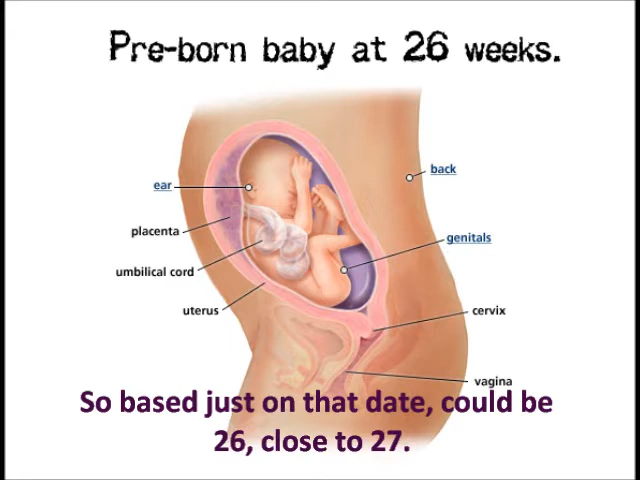 Pre-born baby at 26 weeks.
back
ear
placenta
genitals
umbilical cord
uterus
cervix
vagina
So based just on that date, could be
26, close to 27.